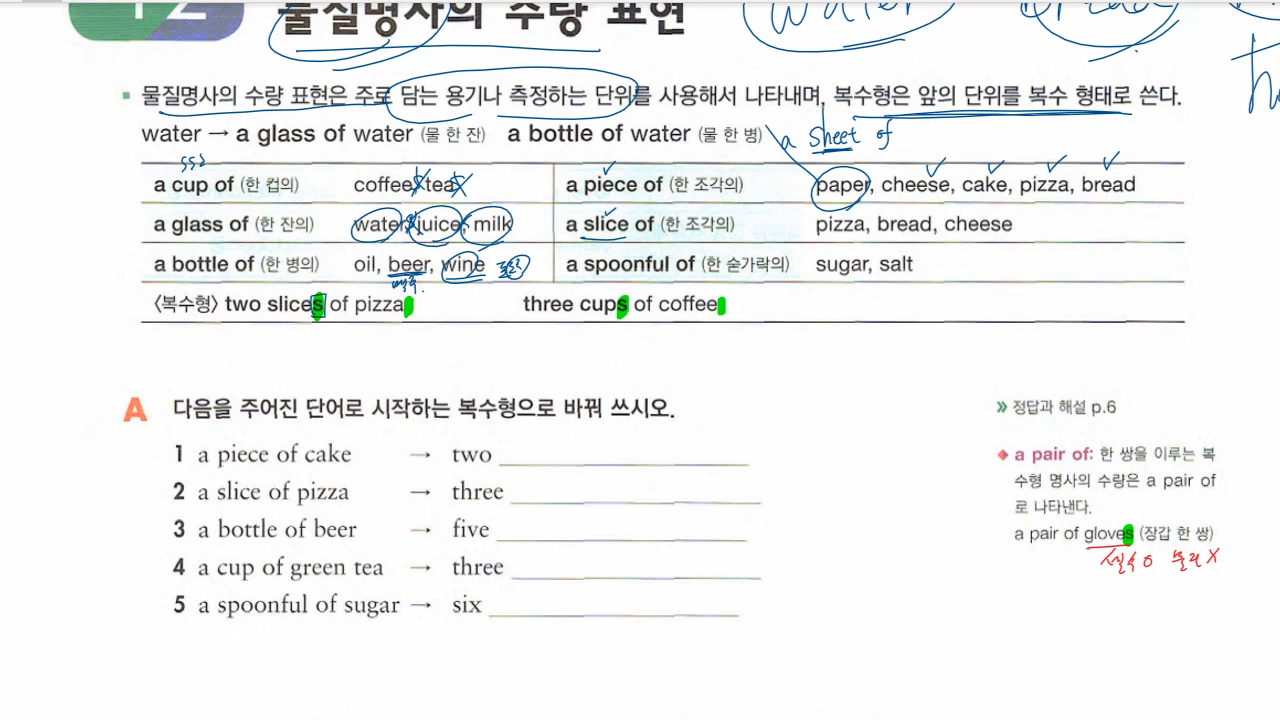 12 물질명사의 수량 표현
water bread
물질명사의 수량 표현은 주로 담는 용기나 측정하는 단위를 사용해서 나타내며, 복수형은 앞의 단위를 복수 형태로 쓴다.
water → a glass of water (물 한 잔) a bottle of water (물 한 병) a sheet of
a cup of (한 컵의) coffee, tea a piece of (한 조각의) paper, cheese, cake, pizza, bread
a glass of (한 잔의) water, juice, milk a slice of (한 조각의) pizza, bread, cheese
a bottle of (한 병의) oil, beer, wine a spoonful of (한 숟가락의) sugar, salt
맥주.
〈복수형〉 two slices of pizza three cups of coffee
A 다음을 주어진 단어로 시작하는 복수형으로 바꿔 쓰시오.
1 a piece of cake → two
2 a slice of pizza → three
3 a bottle of beer → five
4 a cup of green tea → three
5 a spoonful of sugar → six
» 정답과 해설 p.6
◆ a pair of: 한 쌍을 이루는 복
수형 명사의 수량은 a pair of
로 나타낸다.
a pair of gloves (장갑 한 쌍)
셀수 O 물질 X